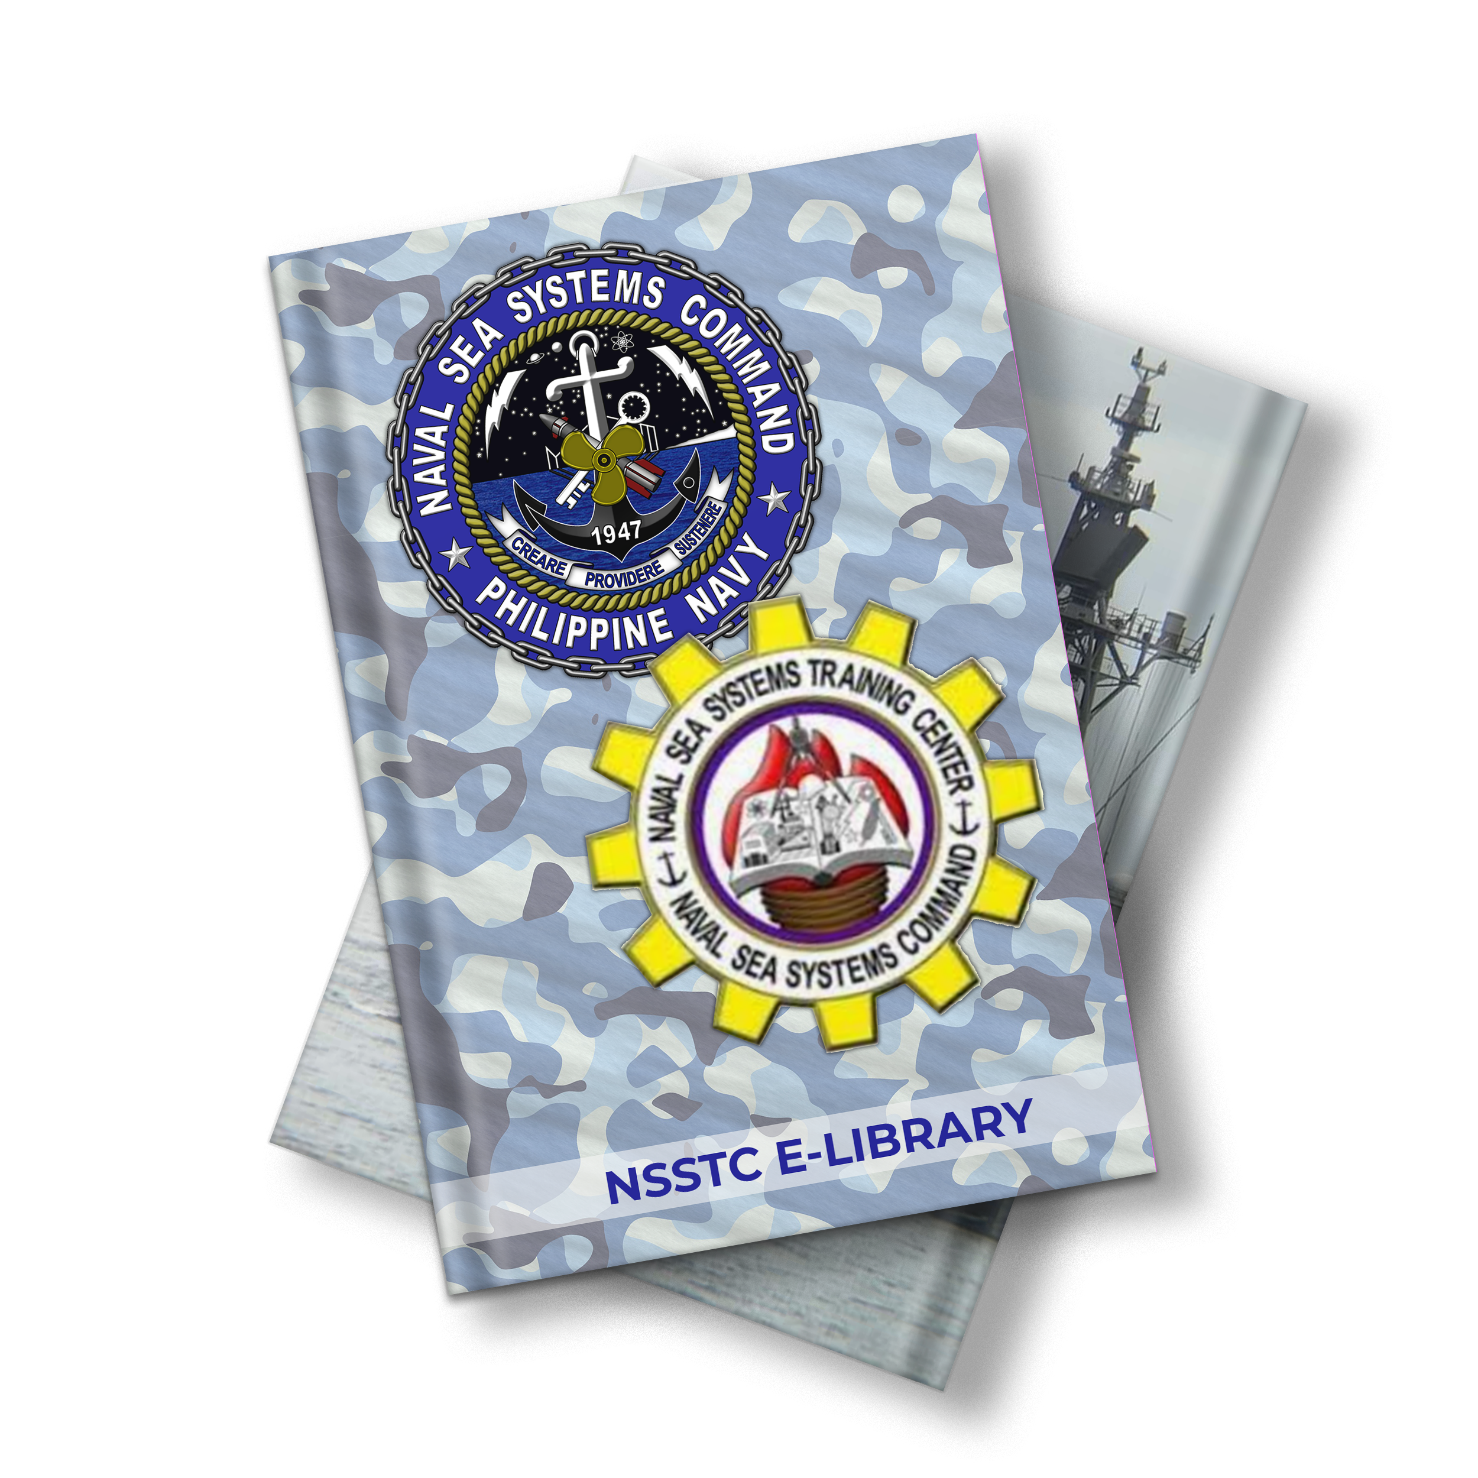 NAVAL SEA SYSTEMS COMMAND
1947
CREARE PROVIDERE SUSTENERE
PHILIPPINE NAVY
NAVAL SEA SYSTEMS TRAINING CENTER
NAVAL SEA SYSTEMS COMMAND
NSSTC E-LIBRARY